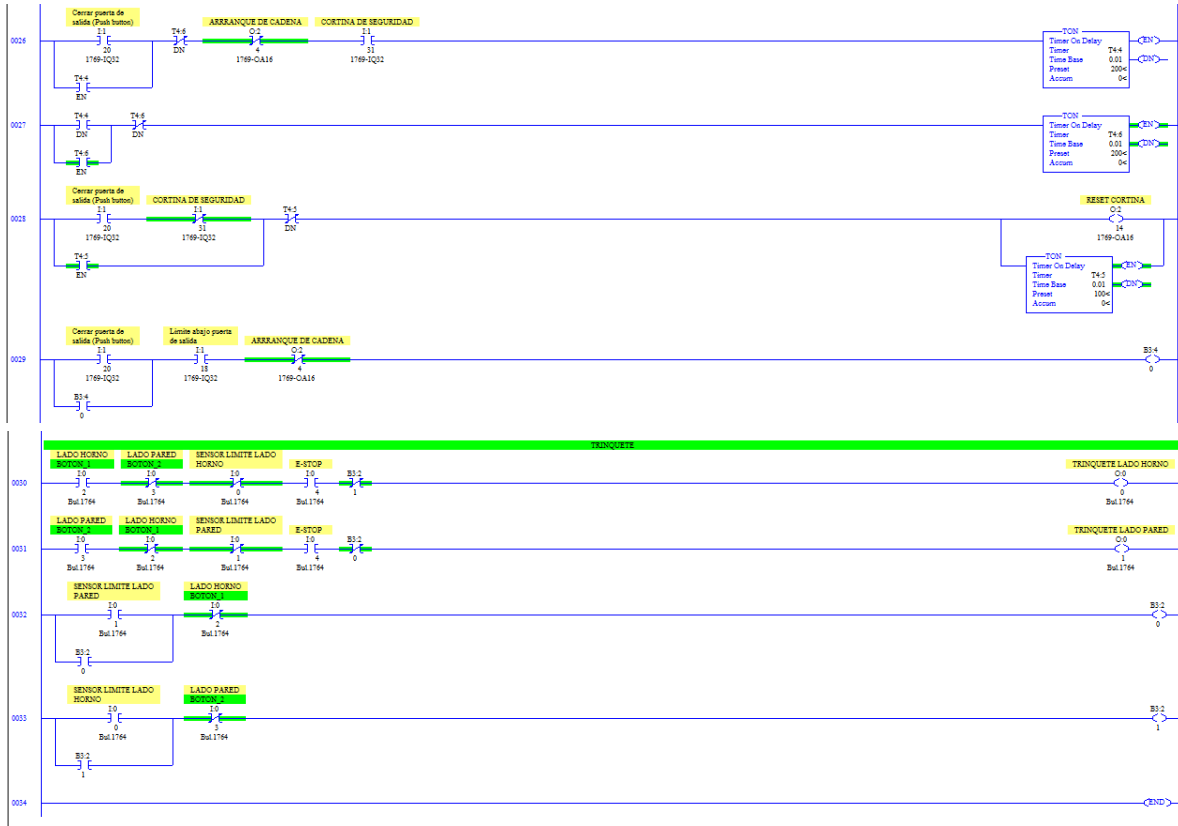 Cerrar puerta de
salida (Push button)
ARRRANQUE DE CADENA
CORTINA DE SEGURIDAD
I:1
T4:6
O:2
I:1
TON
0026
20
DN
4
31
Timer On Delay
EN
1769-IQ32
1769-OA16
1769-IQ32
Timer T4:4
Time Base 0.01
DN
Preset 200<
Accum 0<
T4:4
EN
T4:4
T4:6
TON
0027
DN
DN
Timer On Delay
EN
Timer T4:6
Time Base 0.01
DN
Preset 200<
Accum 0<
T4:6
EN
Cerrar puerta de
salida (Push button)
CORTINA DE SEGURIDAD
RESET CORTINA
I:1
I:1
T4:5
O:2
0028
20
31
DN
14
1769-IQ32
1769-IQ32
1769-OA16
T4:5
EN
TON
Timer On Delay
EN
Timer T4:5
Time Base 0.01
DN
Preset 100<
Accum 0<
Cerrar puerta de
salida (Push button)
Limite abajo puerta
de salida
ARRRANQUE DE CADENA
I:1
I:1
O:2
B3:4
0029
20
18
4
0
1769-IQ32
1769-IQ32
1769-OA16
B3:4
0
TRINQUETE
LADO HORNO
BOTON_1
LADO PARED
BOTON_2
SENSOR LIMITE LADO
HORNO
E-STOP
TRINQUETE LADO HORNO
I:0
I:0
I:0
I:0
B3:2
O:0
0030
2
3
0
4
1
0
Bul.1764
Bul.1764
Bul.1764
Bul.1764
Bul.1764
LADO PARED
BOTON_2
LADO HORNO
BOTON_1
SENSOR LIMITE LADO
PARED
E-STOP
TRINQUETE LADO PARED
I:0
I:0
I:0
I:0
B3:2
O:0
0031
3
2
1
4
0
1
Bul.1764
Bul.1764
Bul.1764
Bul.1764
Bul.1764
SENSOR LIMITE LADO
PARED
LADO HORNO
BOTON_1
I:0
I:0
B3:2
0032
1
2
0
Bul.1764
Bul.1764
B3:2
0
SENSOR LIMITE LADO
HORNO
LADO PARED
BOTON_2
I:0
I:0
B3:2
0033
0
3
1
Bul.1764
Bul.1764
B3:2
1
0034
END